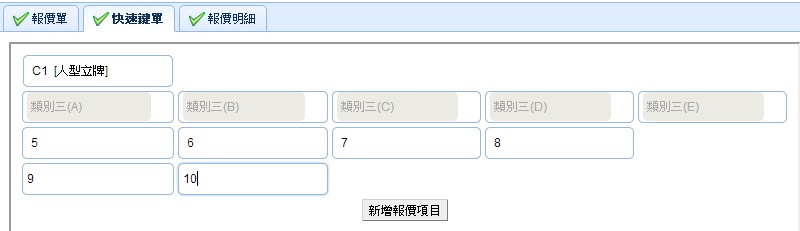 報價單 快速鍵單 報價明細
C1 [人型立牌]
類別三(A) 類別三(B) 類別三(C) 類別三(D) 類別三(E)
5 6 7 8
9 10
新增報價項目